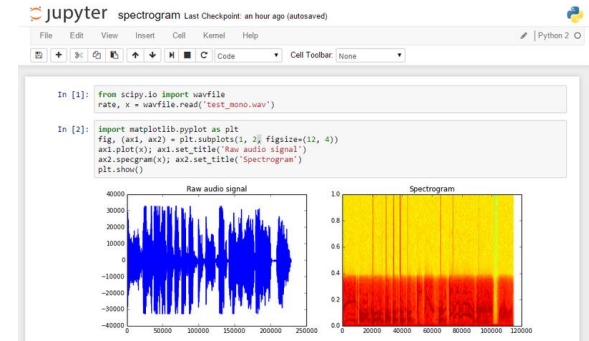 jupyter spectrogram Last Checkpoint: an hour ago (autosaved)
File Edit View Insert Cell Kernel Help Python 2
Code Cell Toolbar: None
In [1]: from scipy.io import wavfile
rate, x = wavfile.read('test_mono.wav')
In [2]: import matplotlib.pyplot as plt
fig, (ax1, ax2) = plt.subplots(1, 2, figsize=(12, 4))
ax1.plot(x); ax1.set_title('Raw audio signal')
ax2.specgram(x); ax2.set_title('Spectrogram')
plt.show()
Raw audio signal
40000
30000
20000
10000
0
−10000
−20000
−30000
−40000
0 50000 100000 150000 200000 250000
Spectrogram
1.0
0.8
0.6
0.4
0.2
0.0
0 20000 40000 60000 80000 100000 120000